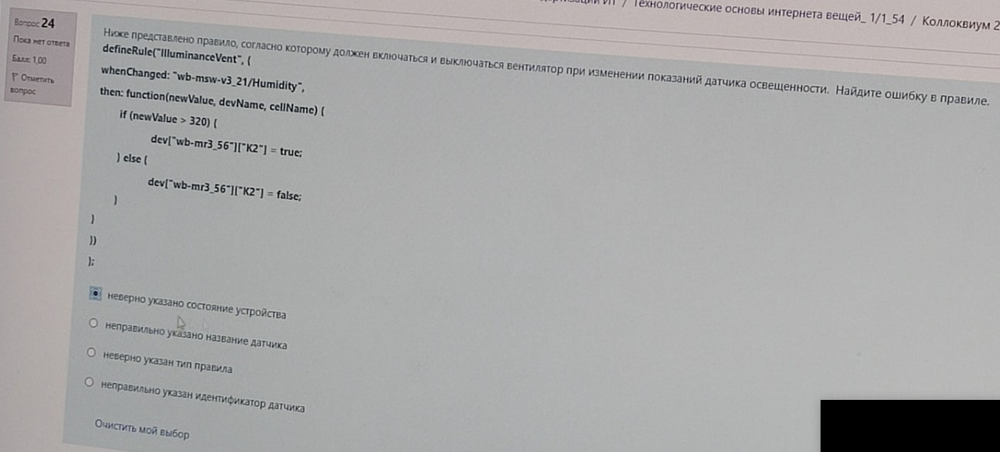 / Технологические основы интернета вещей_ 1/1_54 / Коллоквиум 2
Вопрос 24
Пока нет ответа
Балл: 1,00
Отметить
вопрос
Ниже представлено правило, согласно которому должен включаться и выключаться вентилятор при изменении показаний датчика освещенности. Найдите ошибку в правиле.
defineRule("IlluminanceVent", {
whenChanged: "wb-msw-v3_21/Humidity",
then: function(newValue, devName, cellName) {
if (newValue > 320) {
dev["wb-mr3_56"]["K2"] = true;
} else {
dev["wb-mr3_56"]["K2"] = false;
}
}
})
};
неверно указано состояние устройства
неправильно указано название датчика
неверно указан тип правила
неправильно указан идентификатор датчика
Очистить мой выбор